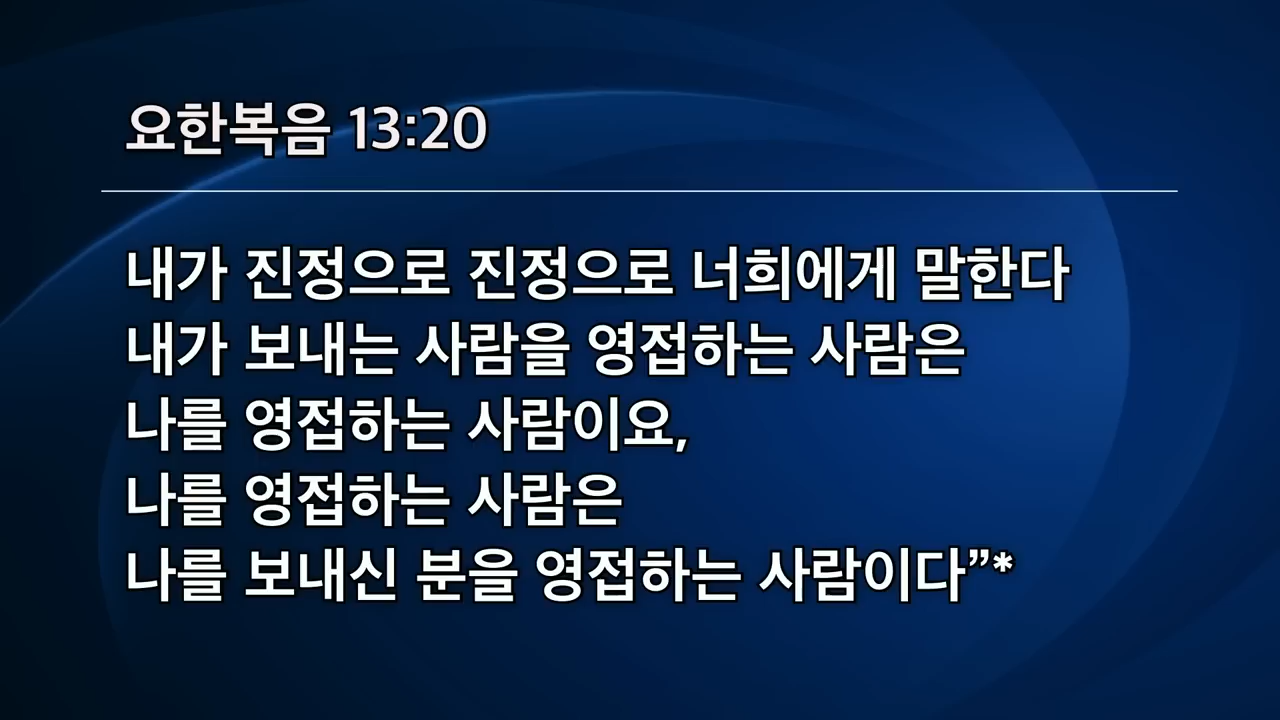 요한복음 13:20
내가 진정으로 진정으로 너희에게 말한다
내가 보내는 사람을 영접하는 사람은
나를 영접하는 사람이요,
나를 영접하는 사람은
나를 보내신 분을 영접하는 사람이다”*